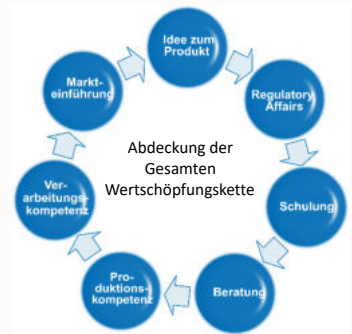 Idee zum
Produkt
Regulatory
Affairs
Schulung
Beratung
Pro-
duktions-
kompetenz
Ver-
arbeitungs-
kompetenz
Markt-
einführung
Abdeckung der
Gesamten
Wertschöpfungskette